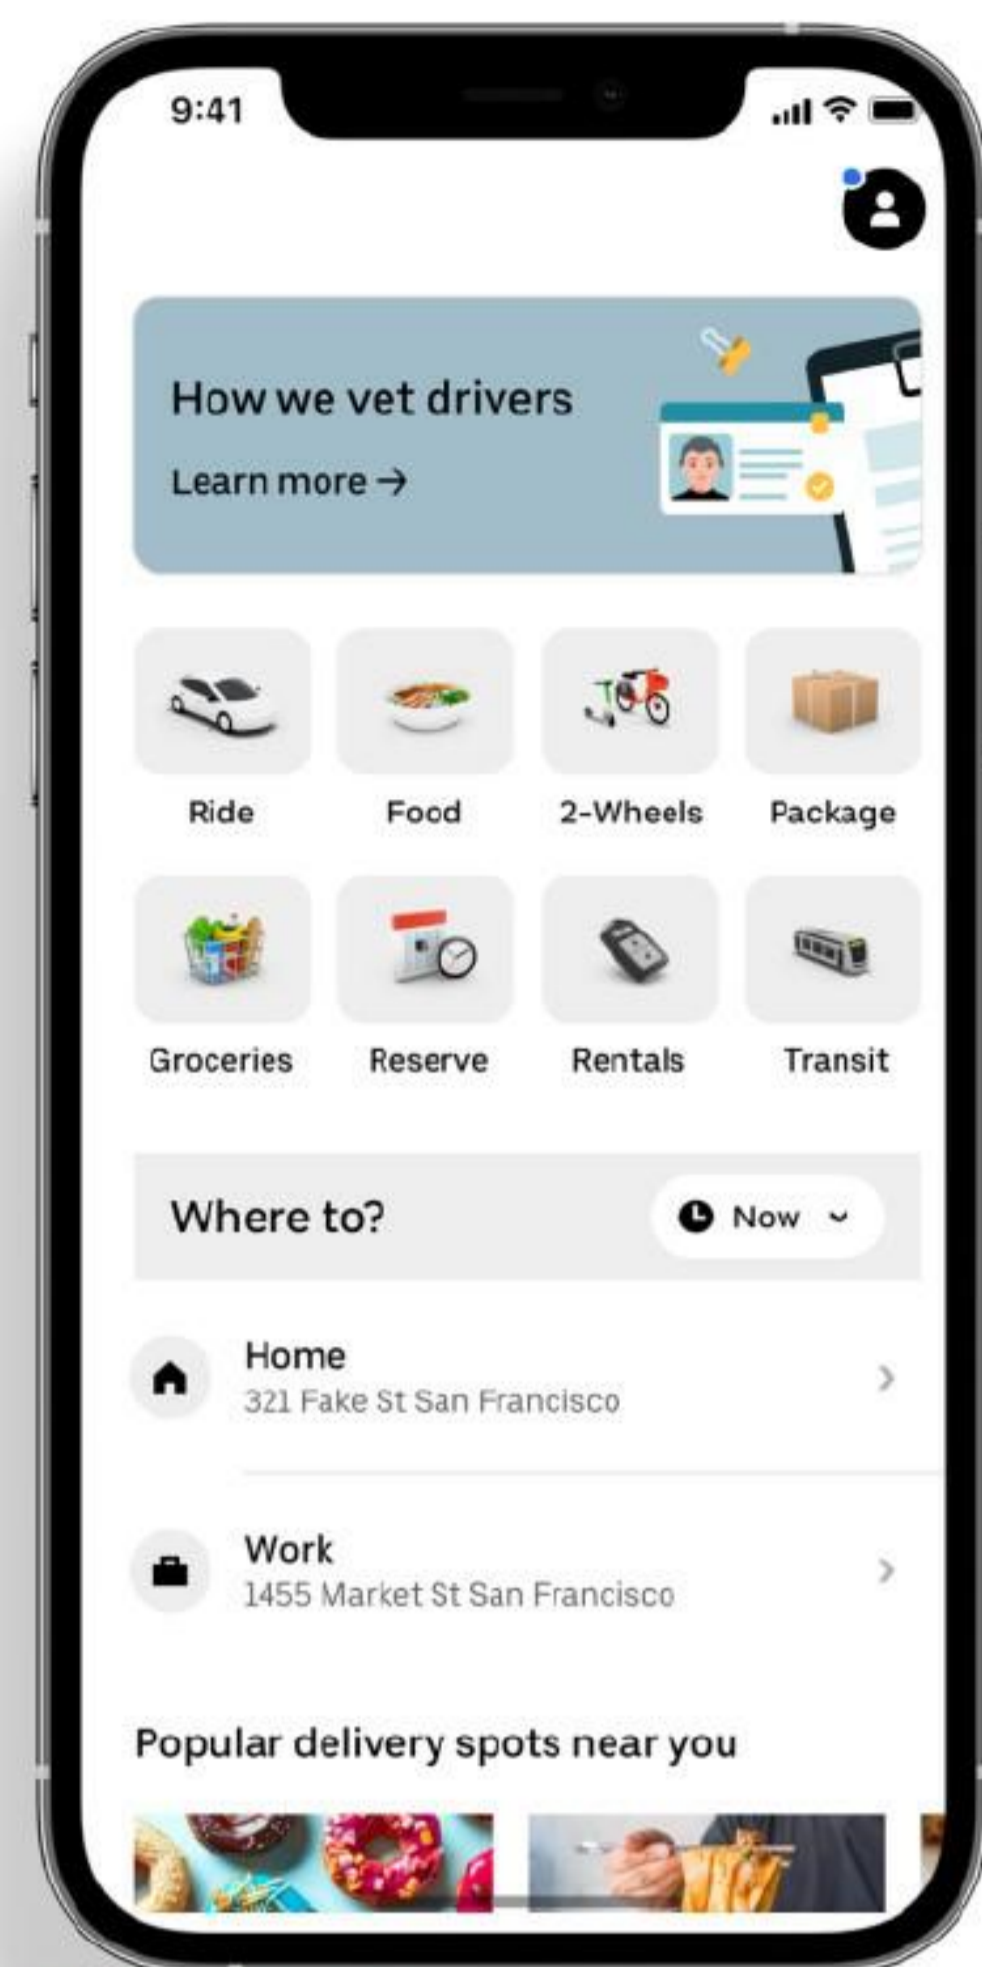 9:41
How we vet drivers
Learn more →
Ride
Food
2-Wheels
Package
Groceries
Reserve
Rentals
Transit
Where to?
Now
Home
321 Fake St San Francisco
Work
1455 Market St San Francisco
Popular delivery spots near you